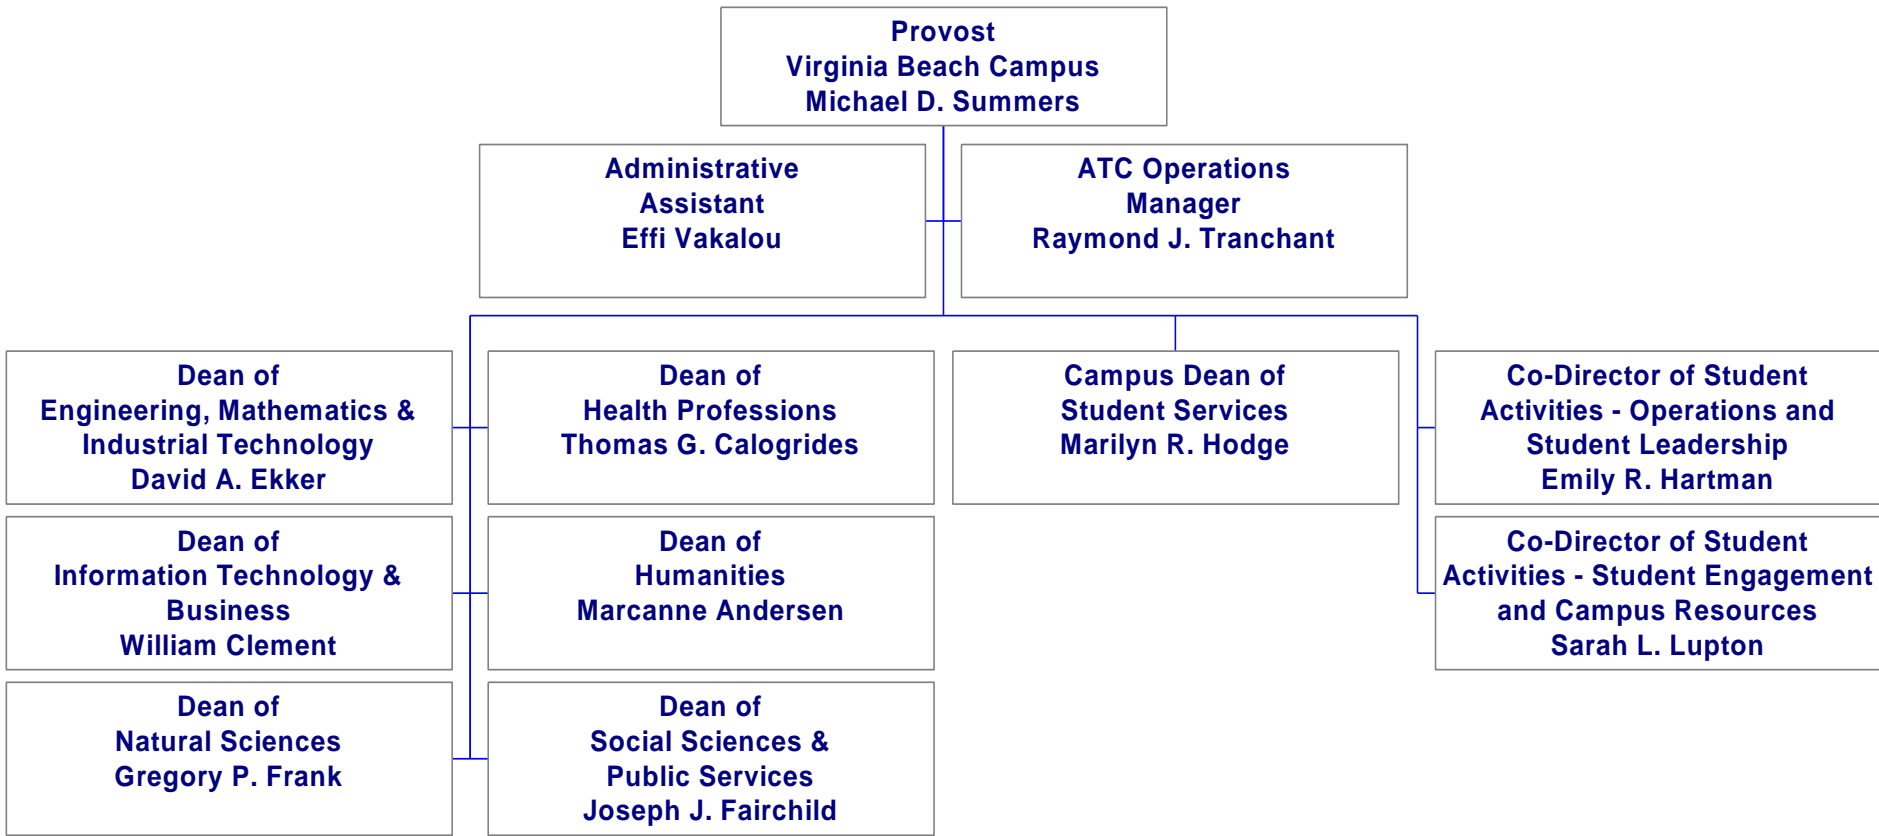 Provost
Virginia Beach Campus
Michael D. Summers
Administrative
Assistant
Effi Vakalou
ATC Operations
Manager
Raymond J. Tranchant
Dean of
Engineering, Mathematics &
Industrial Technology
David A. Ekker
Dean of
Health Professions
Thomas G. Calogrides
Campus Dean of
Student Services
Marilyn R. Hodge
Co-Director of Student
Activities - Operations and
Student Leadership
Emily R. Hartman
Dean of
Information Technology &
Business
William Clement
Dean of
Humanities
Marcanne Andersen
Co-Director of Student
Activities - Student Engagement
and Campus Resources
Sarah L. Lupton
Dean of
Natural Sciences
Gregory P. Frank
Dean of
Social Sciences &
Public Services
Joseph J. Fairchild